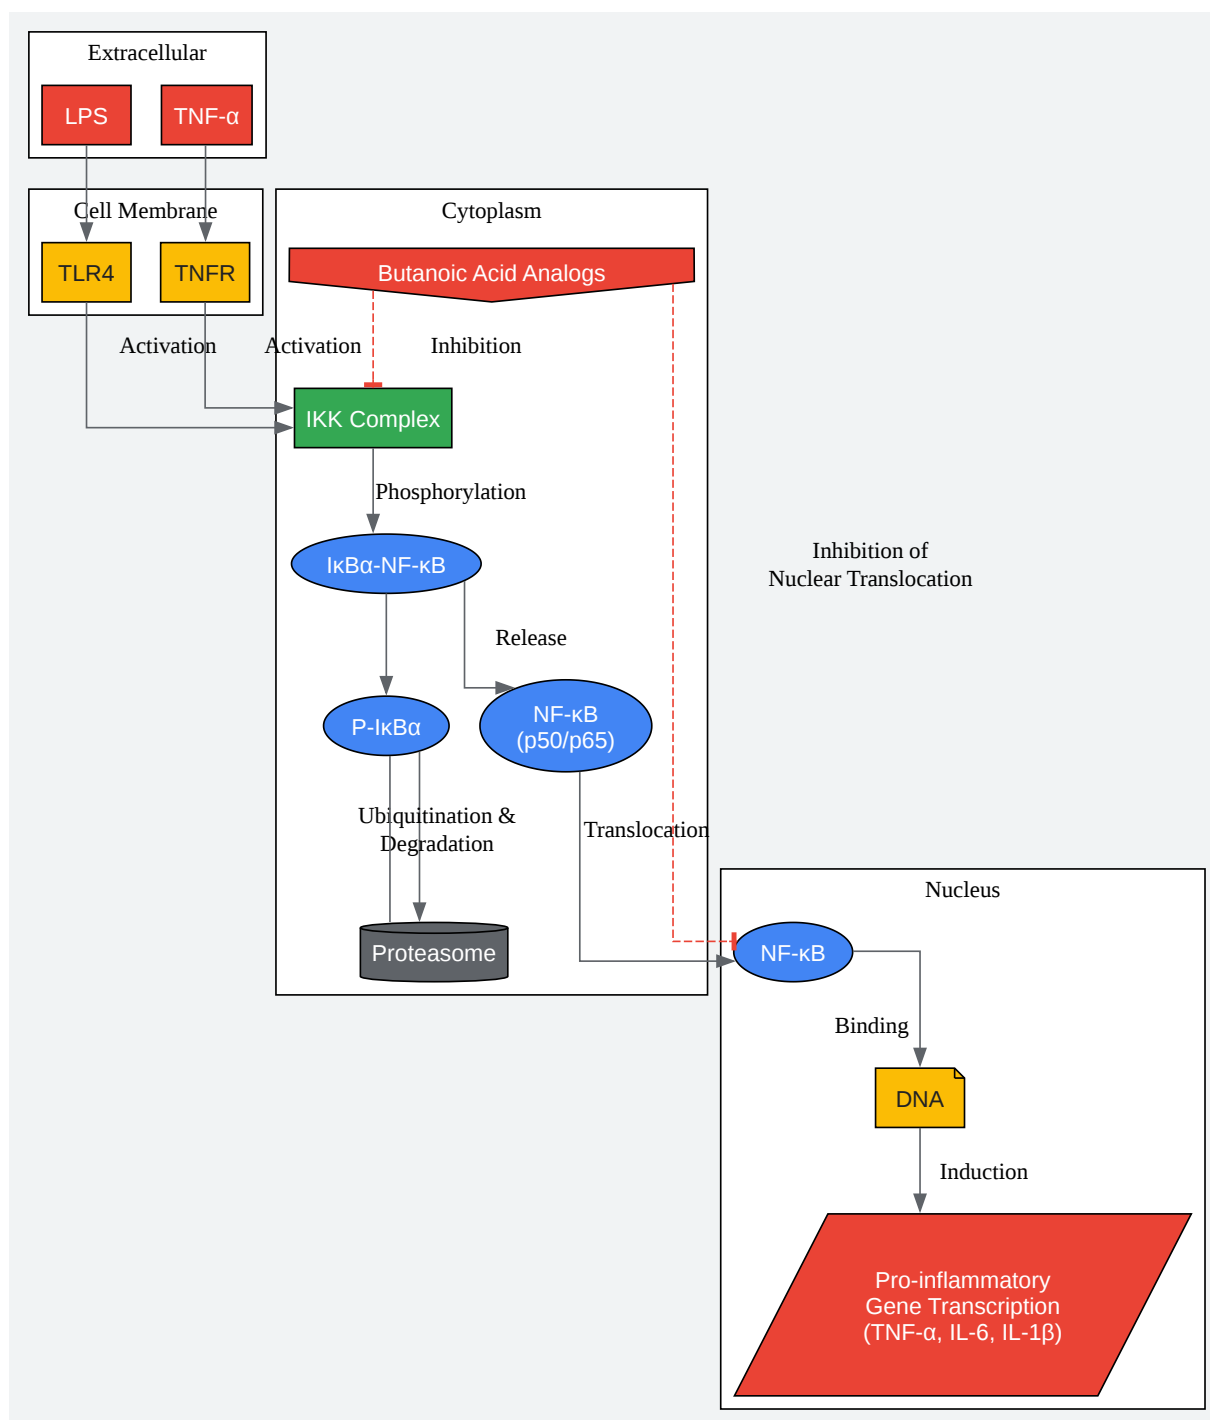 Extracellular
LPS
TNF-α
Cell Membrane
TLR4
TNFR
Cytoplasm
Butanoic Acid Analogs
Activation
Activation
Inhibition
IKK Complex
Phosphorylation
IκBα-NF-κB
Inhibition of
Nuclear Translocation
Release
P-IκBα
NF-κB
(p50/p65)
Ubiquitination &
Degradation
Translocation
Proteasome
Nucleus
NF-κB
Binding
DNA
Induction
Pro-inflammatory
Gene Transcription
(TNF-α, IL-6, IL-1β)